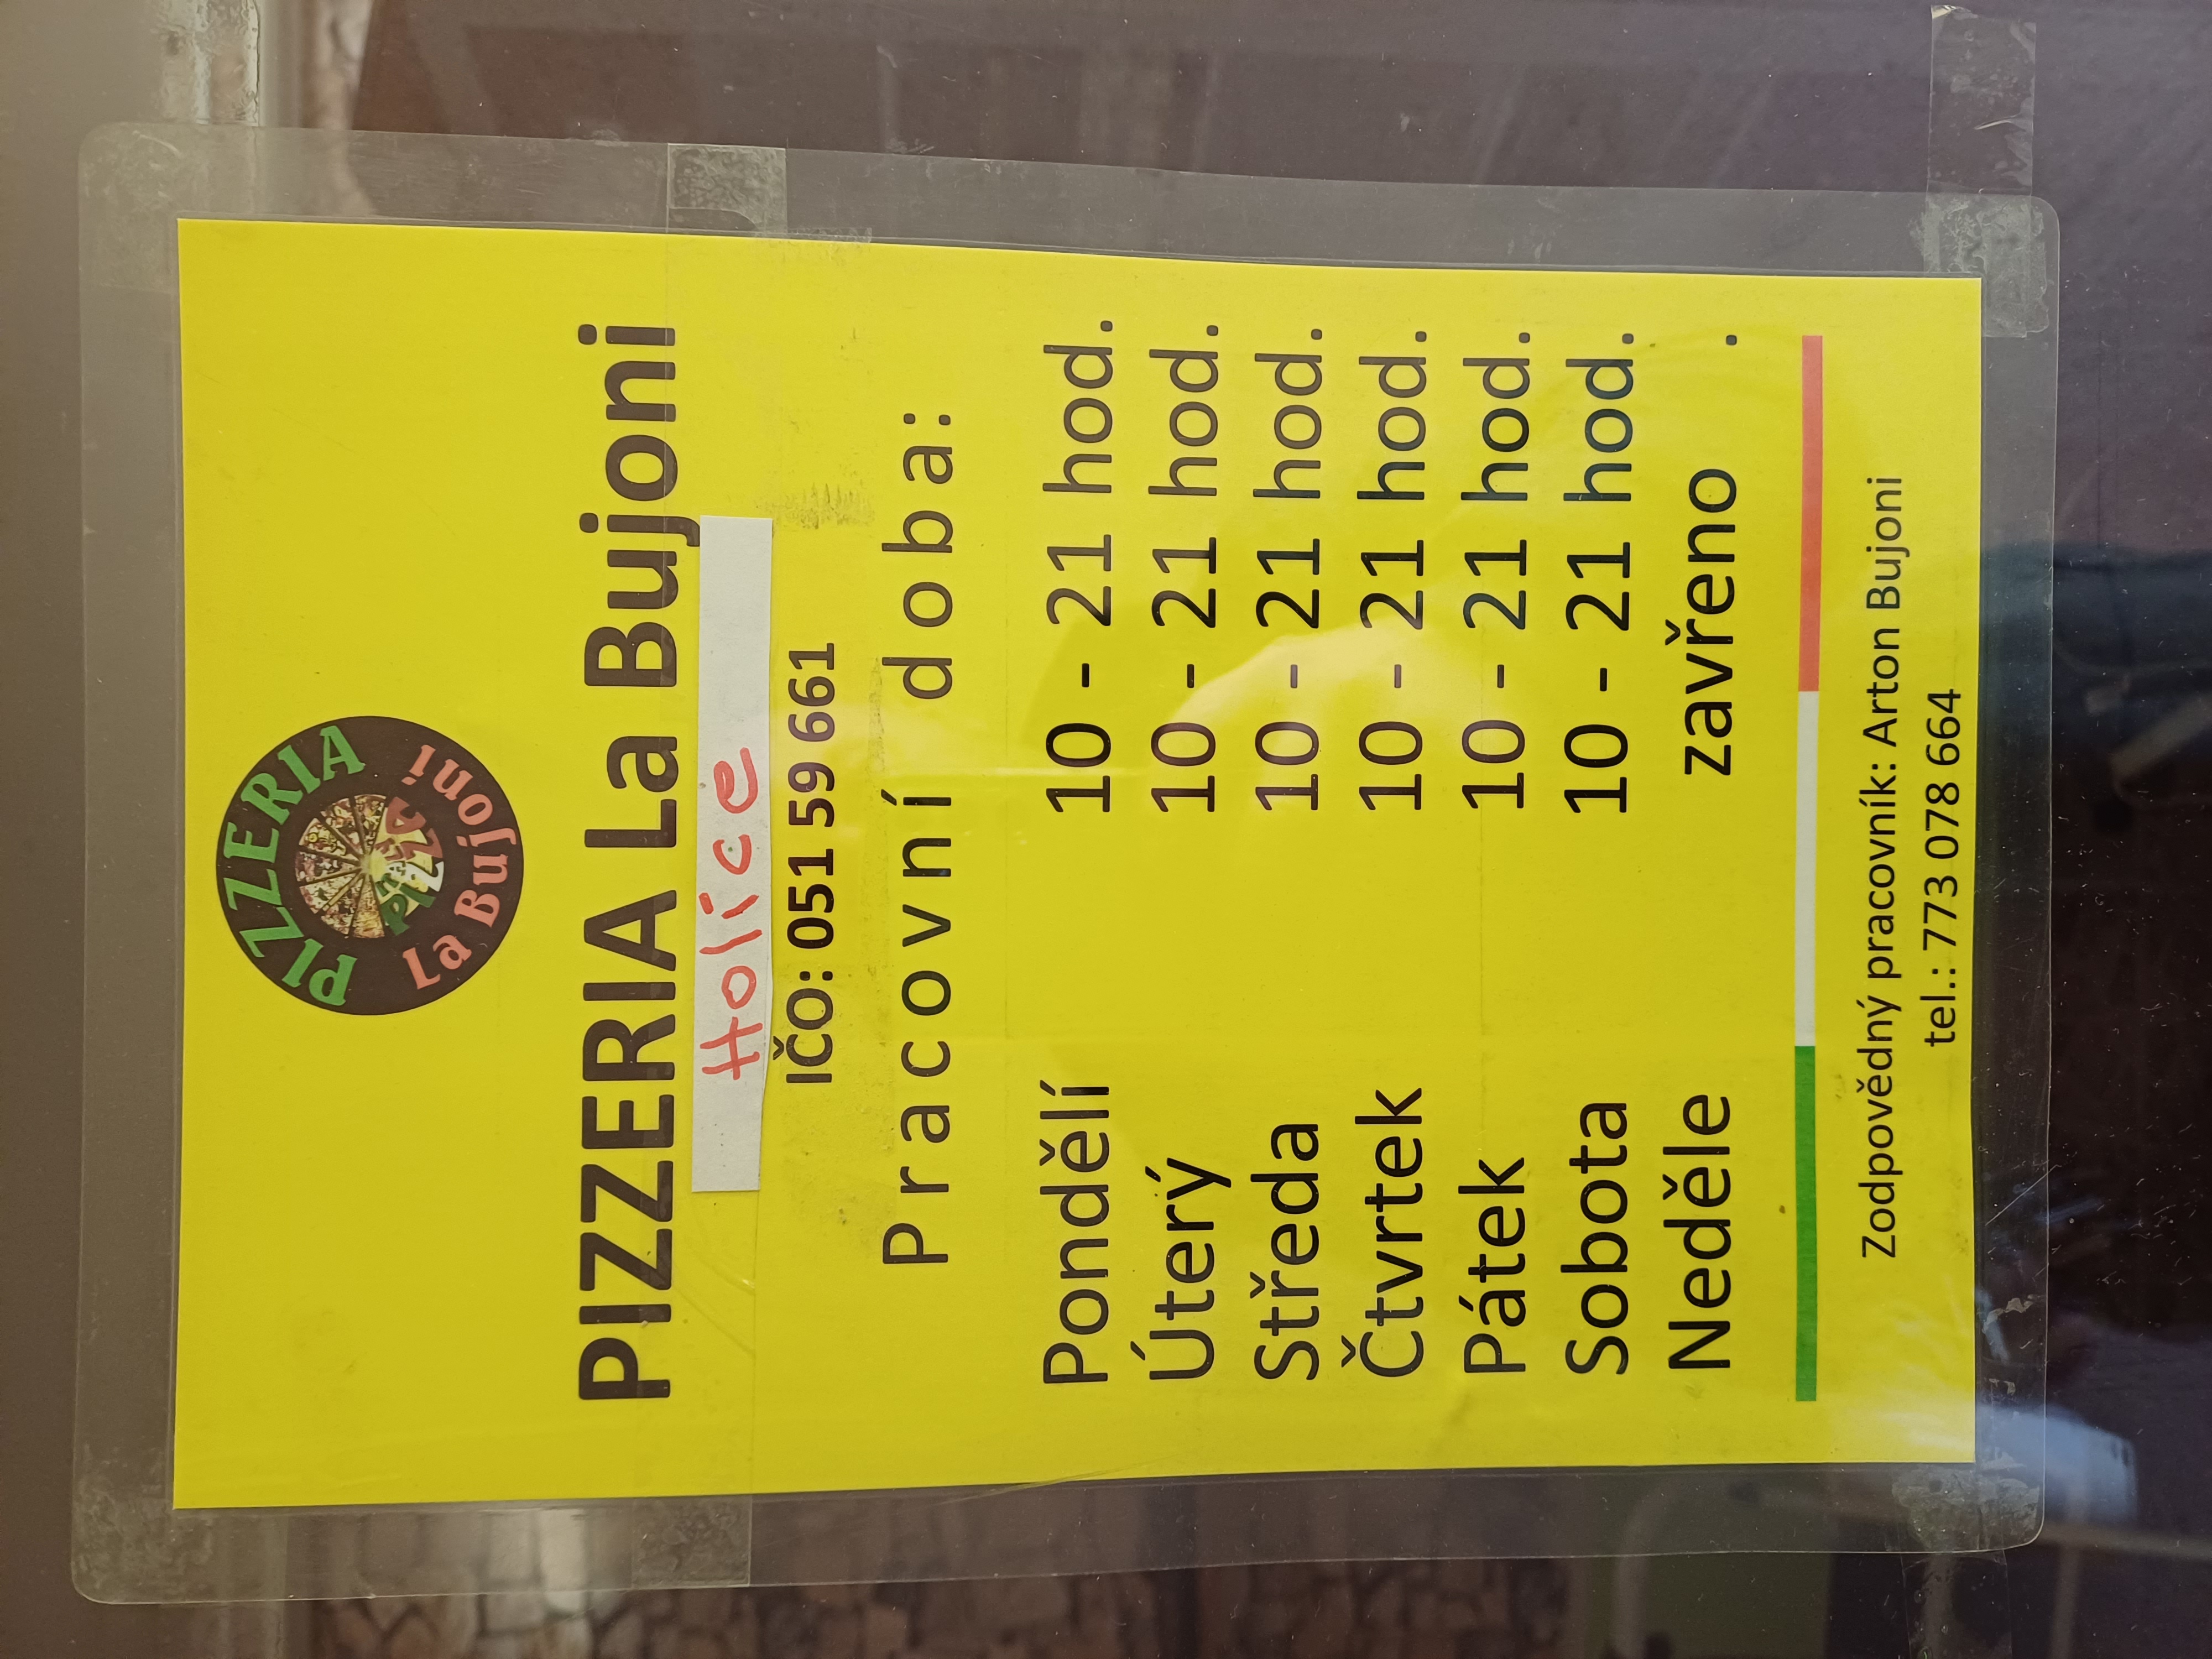 PIZZERIA
PIZZA
La Bujoni
PIZZERIA La Bujoni
Holice
IČO: 051 59 661
Pracovní doba:
Pondělí 10 - 21 hod.
Úterý 10 - 21 hod.
Středa 10 - 21 hod.
Čtvrtek 10 - 21 hod.
Pátek 10 - 21 hod.
Sobota 10 - 21 hod.
Neděle zavřeno .
Zodpovědný pracovník: Arton Bujoni
tel.: 773 078 664